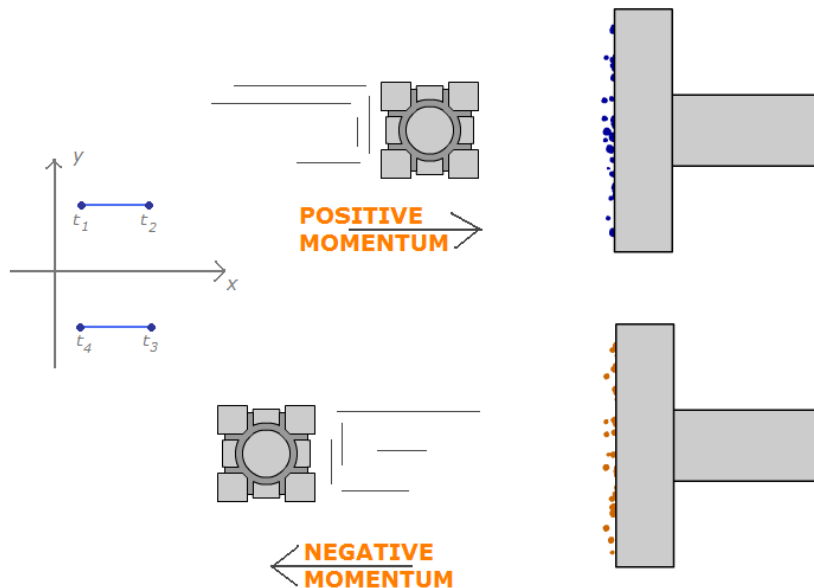 y
t1 t2
POSITIVE
MOMENTUM
x
t4 t3
NEGATIVE
MOMENTUM